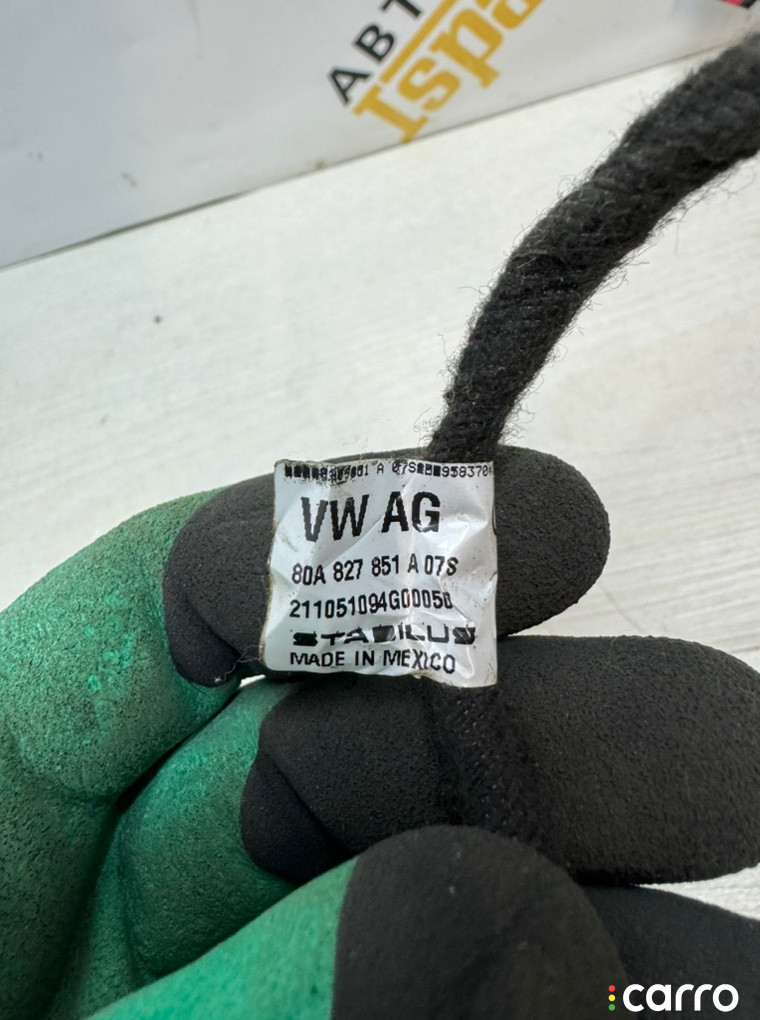 АВТ
Ispa
VW AG
80A 827 851 A 07S
211051094G00050
STABILUS
MADE IN MEXICO
carro